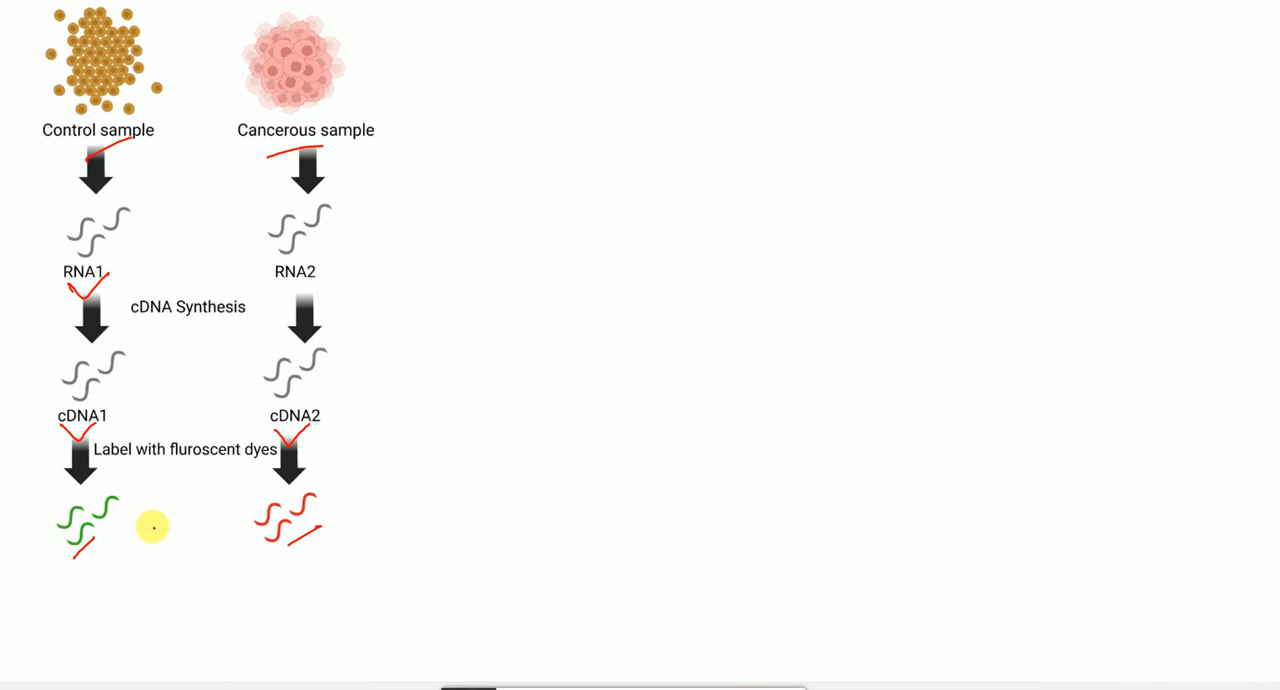 Control sample
Cancerous sample
RNA1
RNA2
cDNA Synthesis
cDNA1
cDNA2
Label with fluroscent dyes